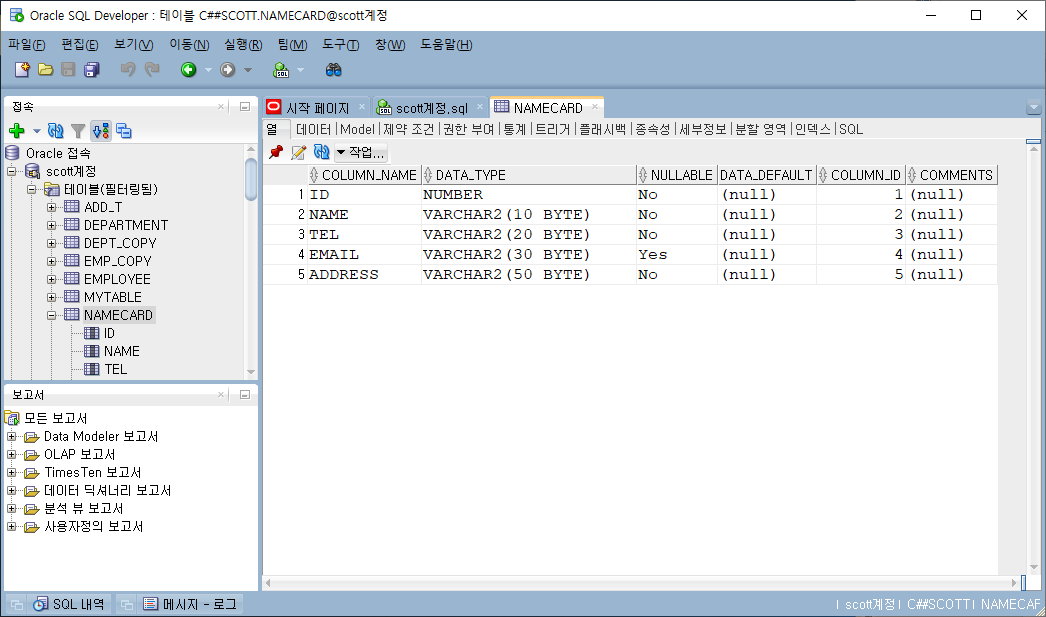 Oracle SQL Developer : 테이블 C##SCOTT.NAMECARD@scott계정
파일(F) 편집(E) 보기(V) 이동(N) 실행(R) 팀(M) 도구(T) 창(W) 도움말(H)
접속
Oracle 접속
scott계정
테이블(필터링됨)
ADD_T
DEPARTMENT
DEPT_COPY
EMP_COPY
EMPLOYEE
MYTABLE
NAMECARD
ID
NAME
TEL
보고서
모든 보고서
Data Modeler 보고서
OLAP 보고서
TimesTen 보고서
데이터 딕셔너리 보고서
분석 뷰 보고서
사용자정의 보고서
시작 페이지 scott계정.sql NAMECARD
열 데이터 Model 제약 조건 권한 부여 통계 트리거 플래시백 종속성 세부정보 분할 영역 인덱스 SQL
작업...
COLUMN_NAME DATA_TYPE NULLABLE DATA_DEFAULT COLUMN_ID COMMENTS
1 ID NUMBER No (null) 1 (null)
2 NAME VARCHAR2(10 BYTE) No (null) 2 (null)
3 TEL VARCHAR2(20 BYTE) No (null) 3 (null)
4 EMAIL VARCHAR2(30 BYTE) Yes (null) 4 (null)
5 ADDRESS VARCHAR2(50 BYTE) No (null) 5 (null)
SQL 내역 메시지 - 로그
| scott계정 | C##SCOTT | NAMECAF